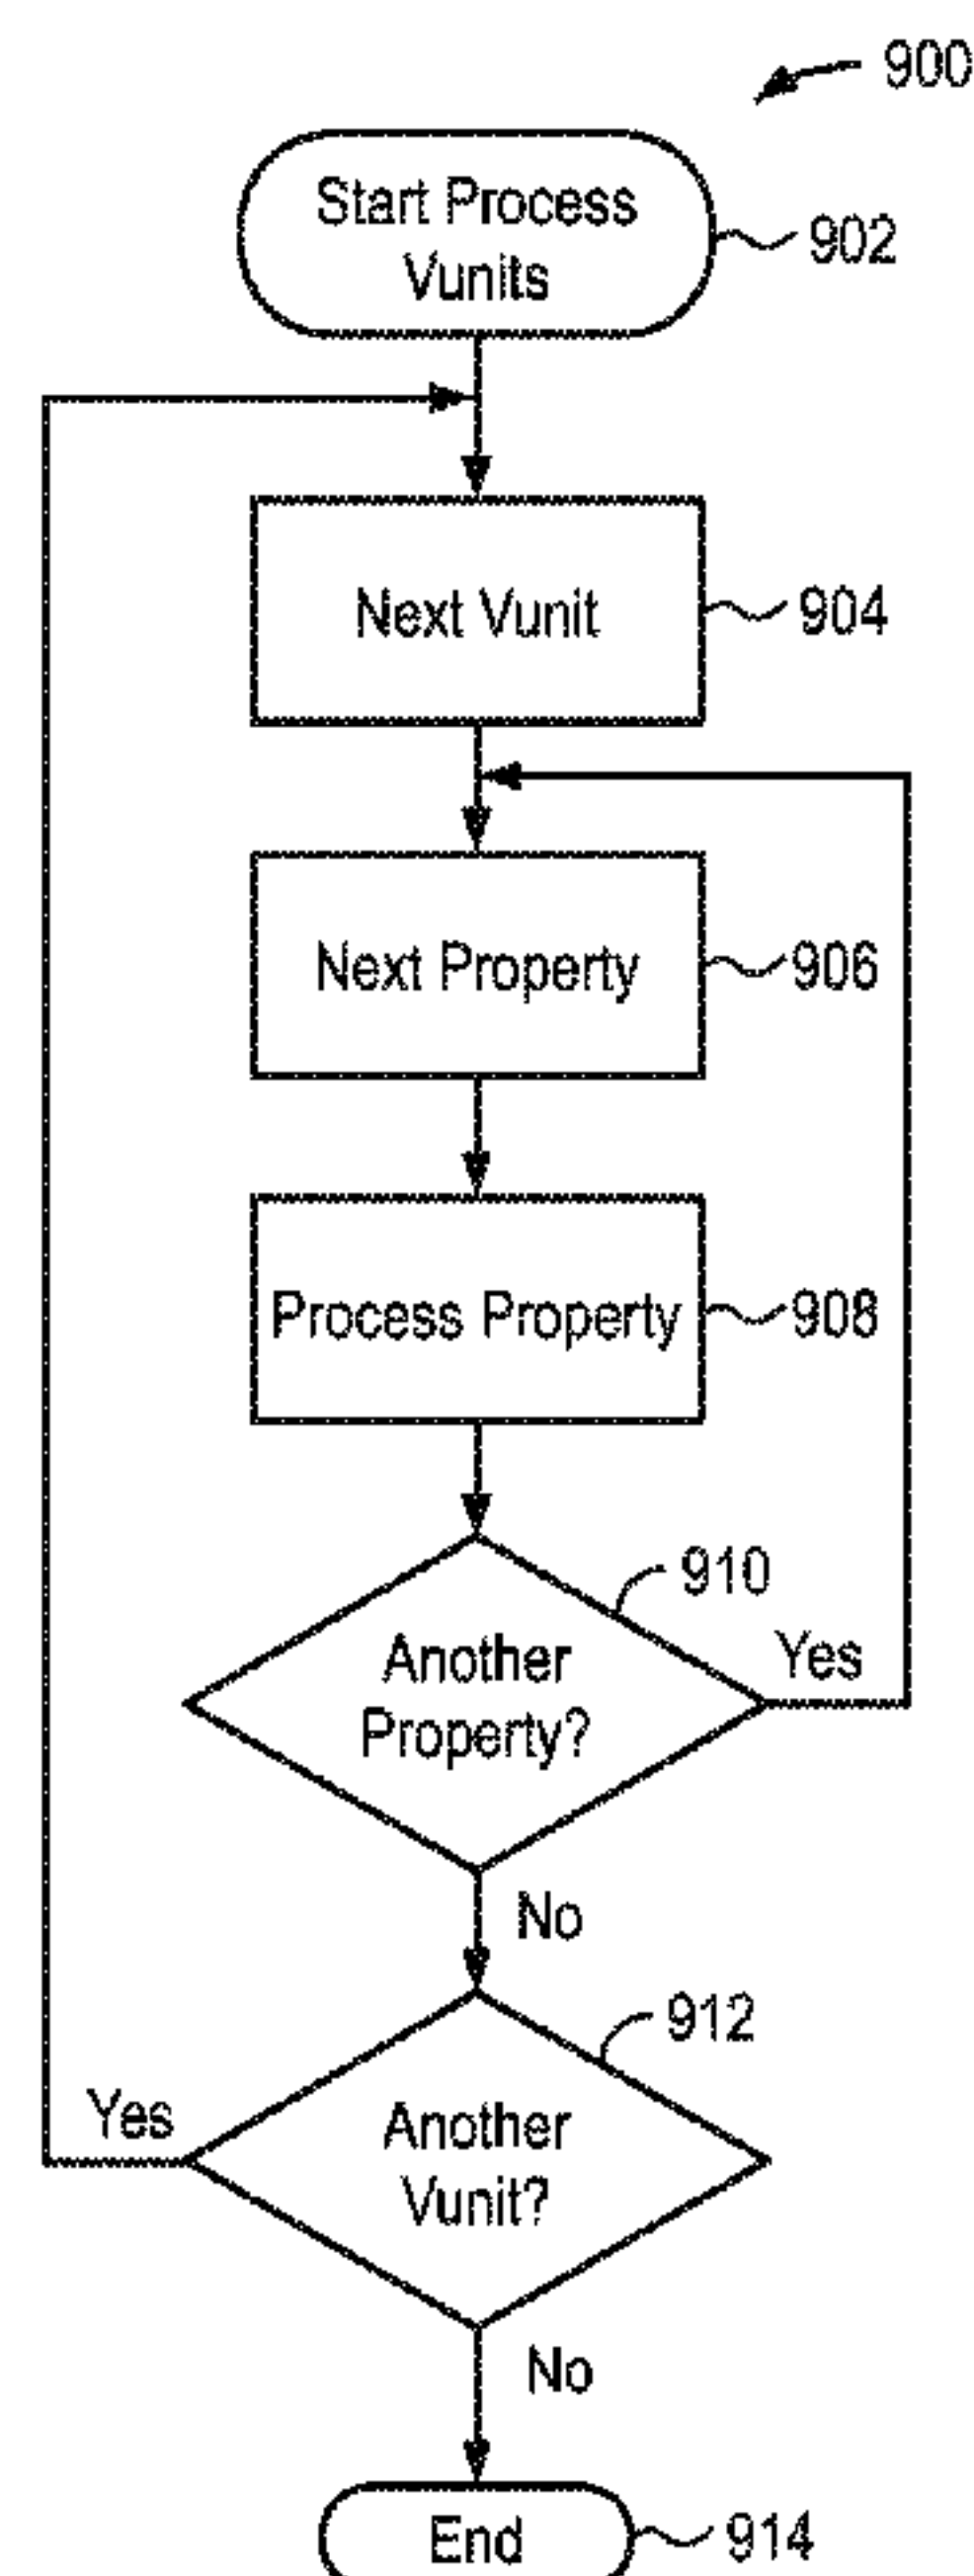 900
Start Process
Vunits
902
Next Vunit
904
Next Property
906
Process Property
908
910
Another
Property?
Yes
No
912
Another
Vunit?
Yes
No
End
914